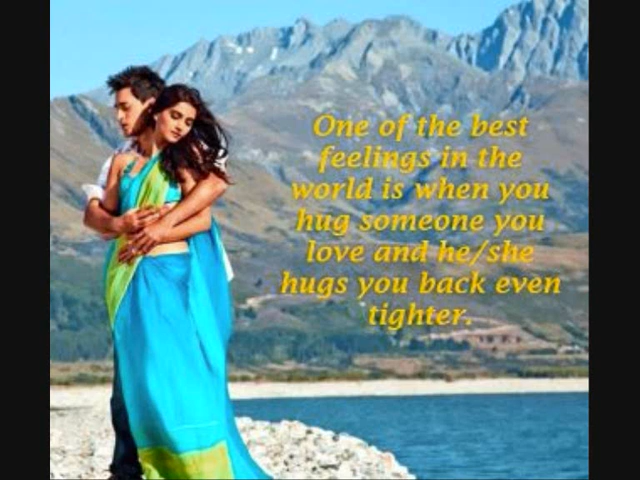 One of the best
feelings in the
world is when you
hug someone you
love and he/she
hugs you back even
tighter.